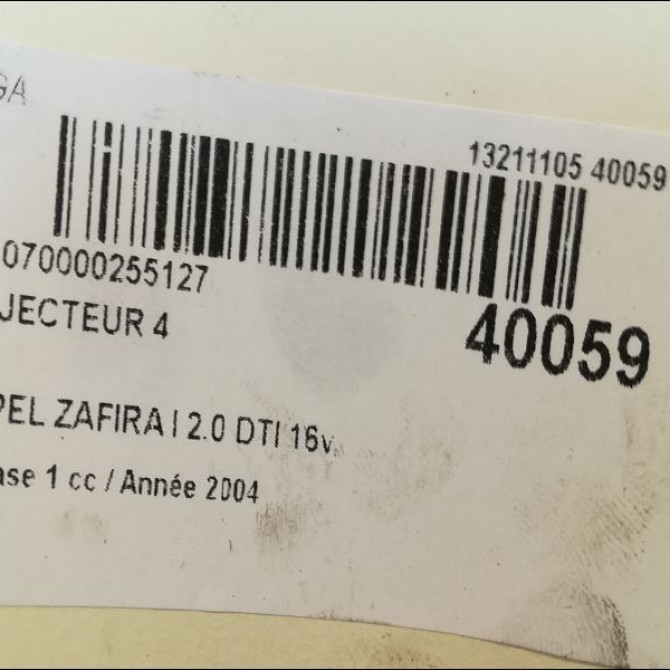 GA
13211105 40059
070000255127
JECTEUR 4
40059
PEL ZAFIRA I 2.0 DTI 16v.
ase 1 cc / Année 2004